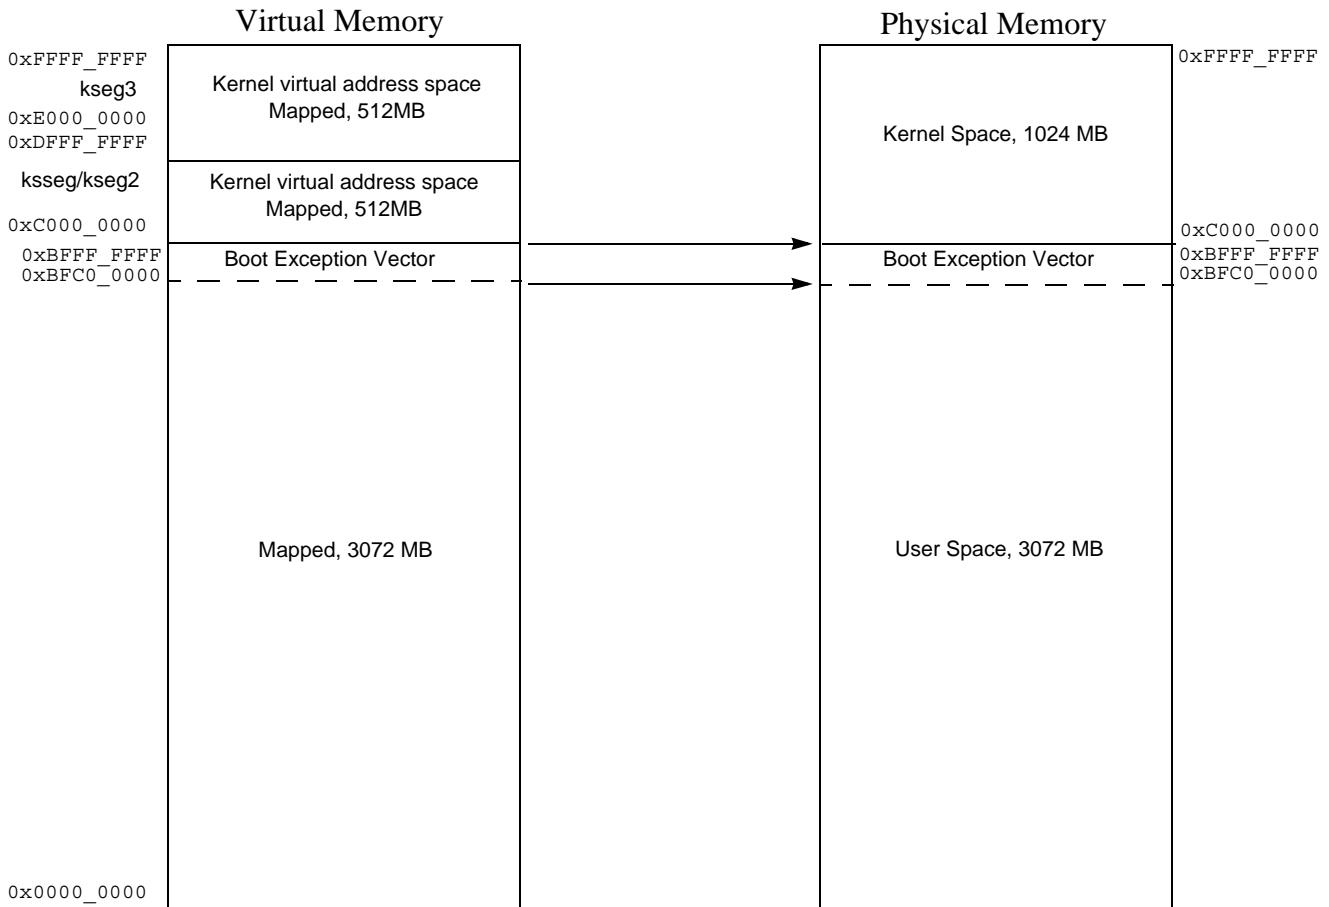 Virtual Memory
Physical Memory
0xFFFF_FFFF
kseg3
0xE000_0000
0xDFFF_FFFF
ksseg/kseg2
0xC000_0000
0xBFFF_FFFF
0xBFC0_0000
0x0000_0000
Kernel virtual address space
Mapped, 512MB
Kernel virtual address space
Mapped, 512MB
Boot Exception Vector
Mapped, 3072 MB
Kernel Space, 1024 MB
Boot Exception Vector
User Space, 3072 MB
0xFFFF_FFFF
0xC000_0000
0xBFFF_FFFF
0xBFC0_0000